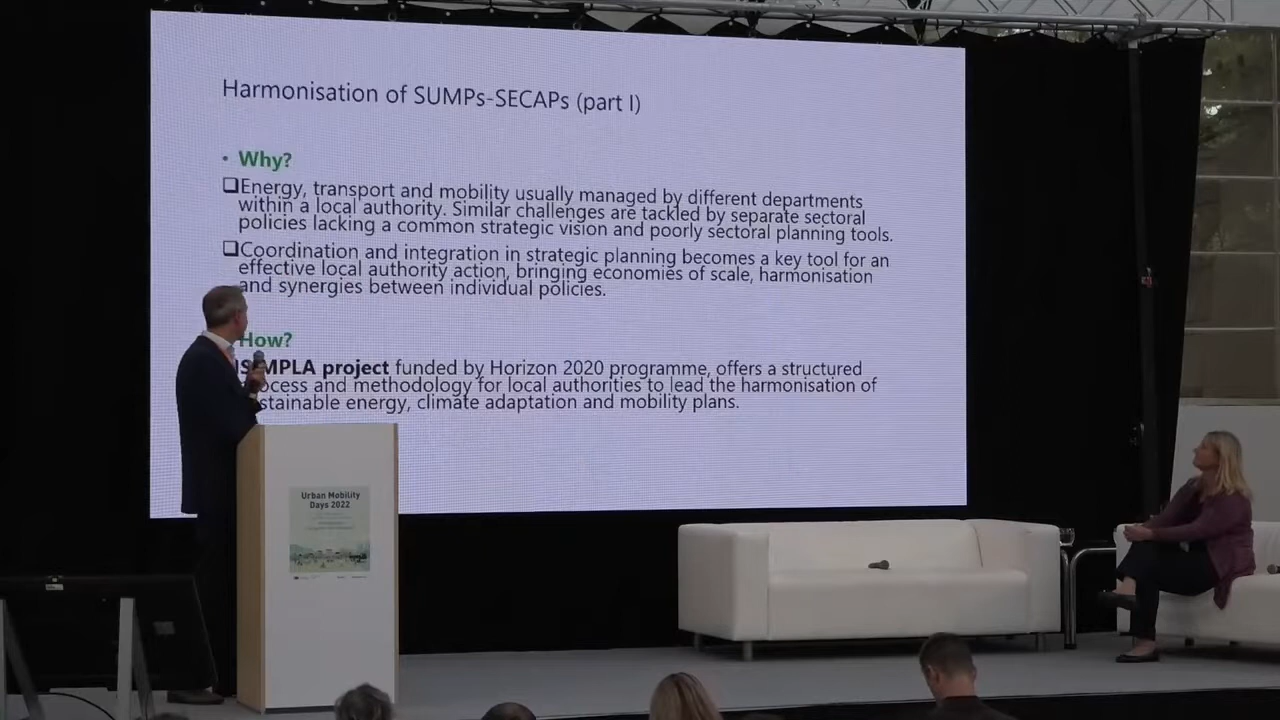 Harmonisation of SUMPs-SECAPs (part I)
• Why?
❑Energy, transport and mobility usually managed by different departments
within a local authority. Similar challenges are tackled by separate sectoral
policies lacking a common strategic vision and poorly sectoral planning tools.
❑Coordination and integration in strategic planning becomes a key tool for an
effective local authority action, bringing economies of scale, harmonisation
and synergies between individual policies.
How?
project funded by Horizon 2020 programme, offers a structured
and methodology for local authorities to lead the harmonisation of
energy, climate adaptation and mobility plans.
Urban Mobility
Days 2022